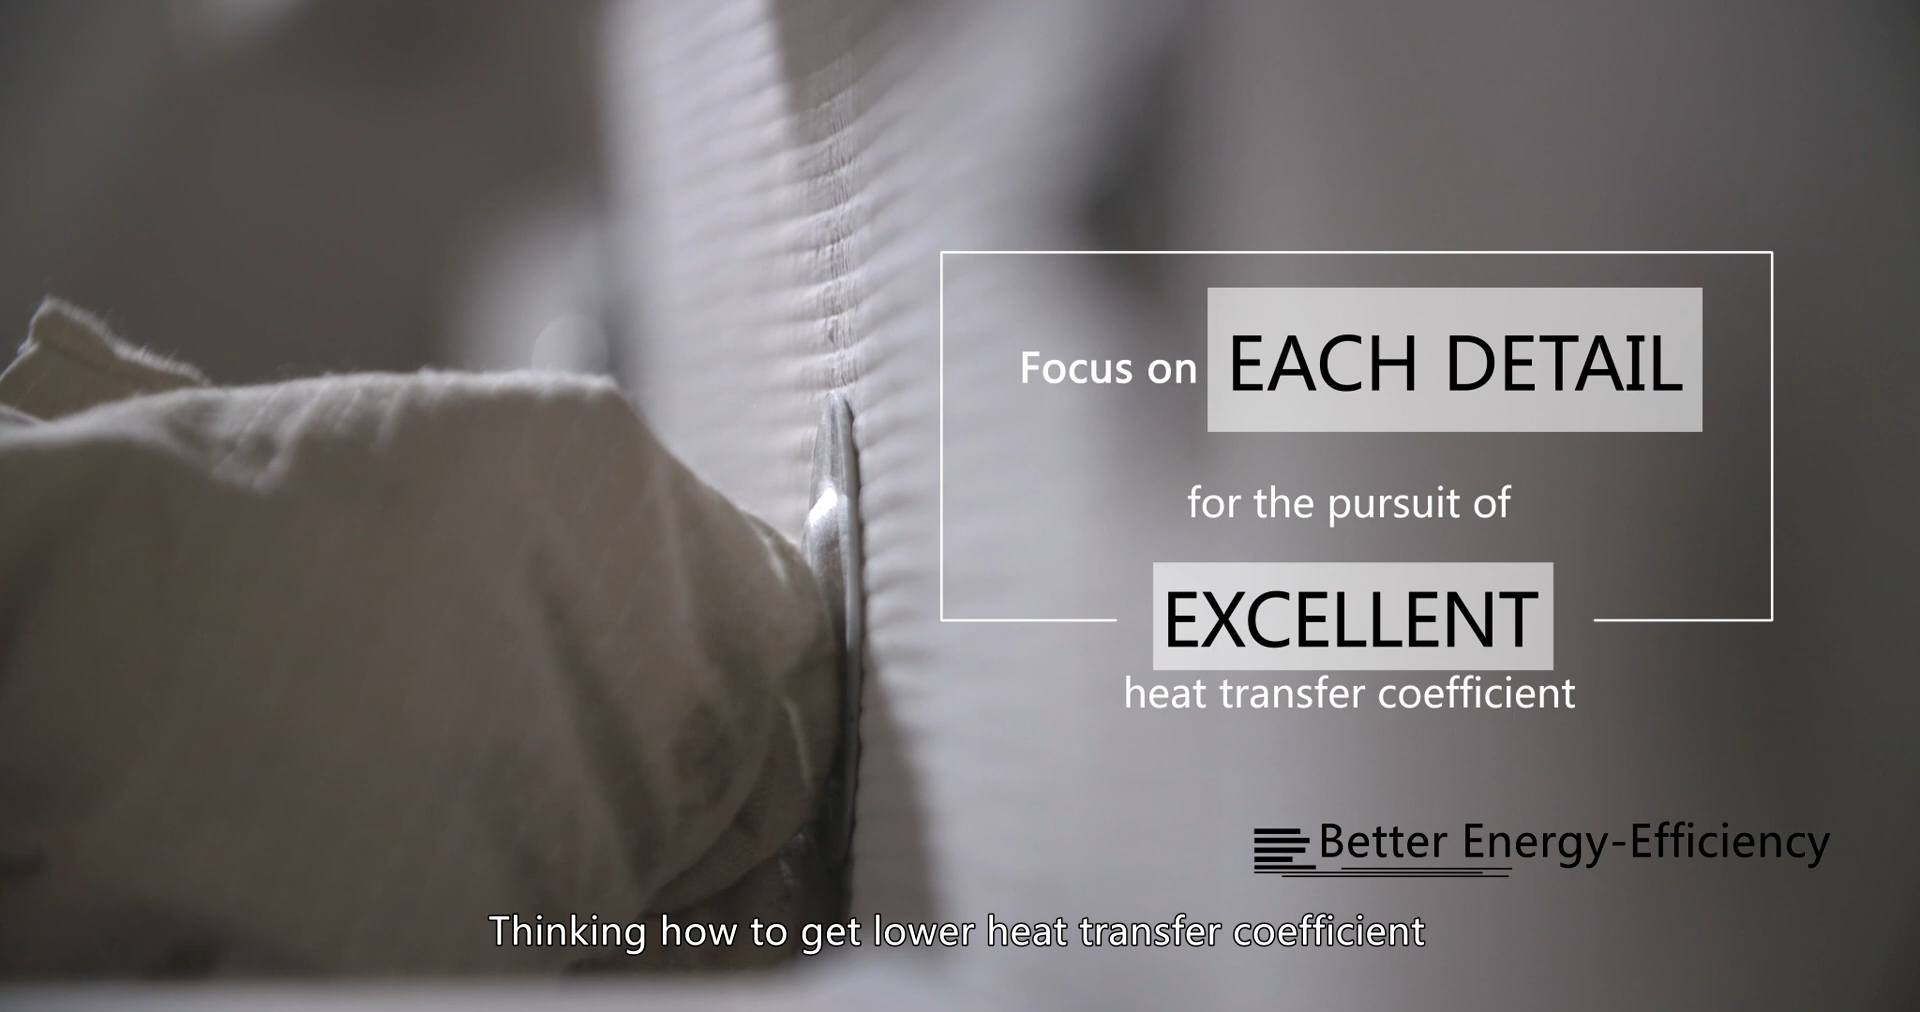 Focus on EACH DETAIL
for the pursuit of
EXCELLENT
heat transfer coefficient
Better Energy-Efficiency
Thinking how to get lower heat transfer coefficient